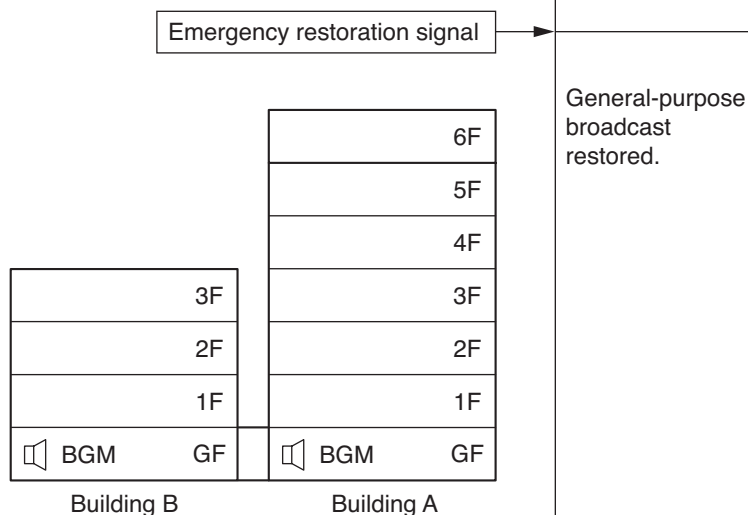 Emergency restoration signal
General-purpose
broadcast
restored.
6F
5F
4F
3F
3F
2F
2F
1F
1F
BGM GF
BGM GF
Building B
Building A